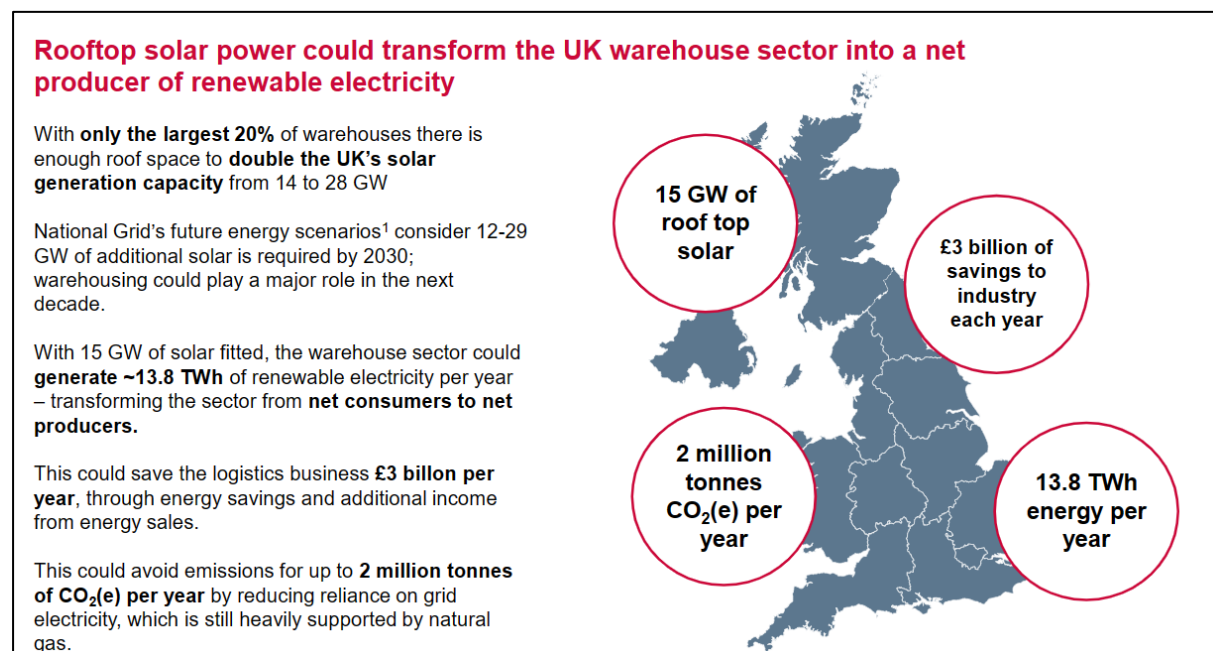 Rooftop solar power could transform the UK warehouse sector into a net
producer of renewable electricity
With only the largest 20% of warehouses there is
enough roof space to double the UK’s solar
generation capacity from 14 to 28 GW
National Grid’s future energy scenarios¹ consider 12-29
GW of additional solar is required by 2030;
warehousing could play a major role in the next
decade.
With 15 GW of solar fitted, the warehouse sector could
generate ~13.8 TWh of renewable electricity per year
– transforming the sector from net consumers to net
producers.
This could save the logistics business £3 billon per
year, through energy savings and additional income
from energy sales.
This could avoid emissions for up to 2 million tonnes
of CO₂(e) per year by reducing reliance on grid
electricity, which is still heavily supported by natural
gas.
15 GW of
roof top
solar
£3 billion of
savings to
industry
each year
2 million
tonnes
CO₂(e) per
year
13.8 TWh
energy per
year